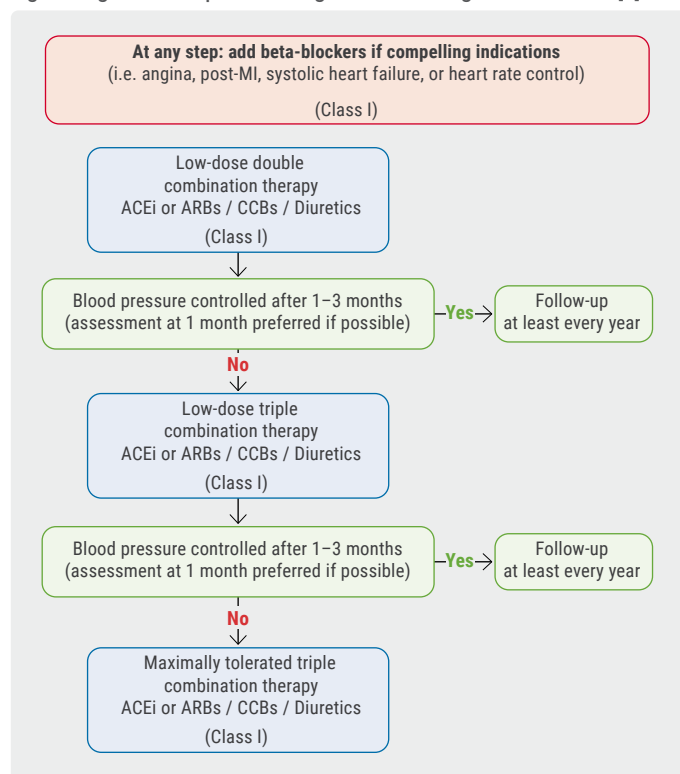 At any step: add beta-blockers if compelling indications
(i.e. angina, post-MI, systolic heart failure, or heart rate control)
(Class I)
Low-dose double
combination therapy
ACEi or ARBs / CCBs / Diuretics
(Class I)
Blood pressure controlled after 1–3 months
(assessment at 1 month preferred if possible)
Yes
Follow-up
at least every year
No
Low-dose triple
combination therapy
ACEi or ARBs / CCBs / Diuretics
(Class I)
Blood pressure controlled after 1–3 months
(assessment at 1 month preferred if possible)
Yes
Follow-up
at least every year
No
Maximally tolerated triple
combination therapy
ACEi or ARBs / CCBs / Diuretics
(Class I)